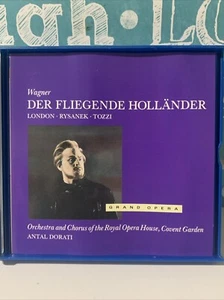 Wagner
DER FLIEGENDE HOLLÄNDER
LONDON · RYSANEK · TOZZI
GRAND OPERA
Orchestra and Chorus of the Royal Opera House, Covent Garden
ANTAL DORATI